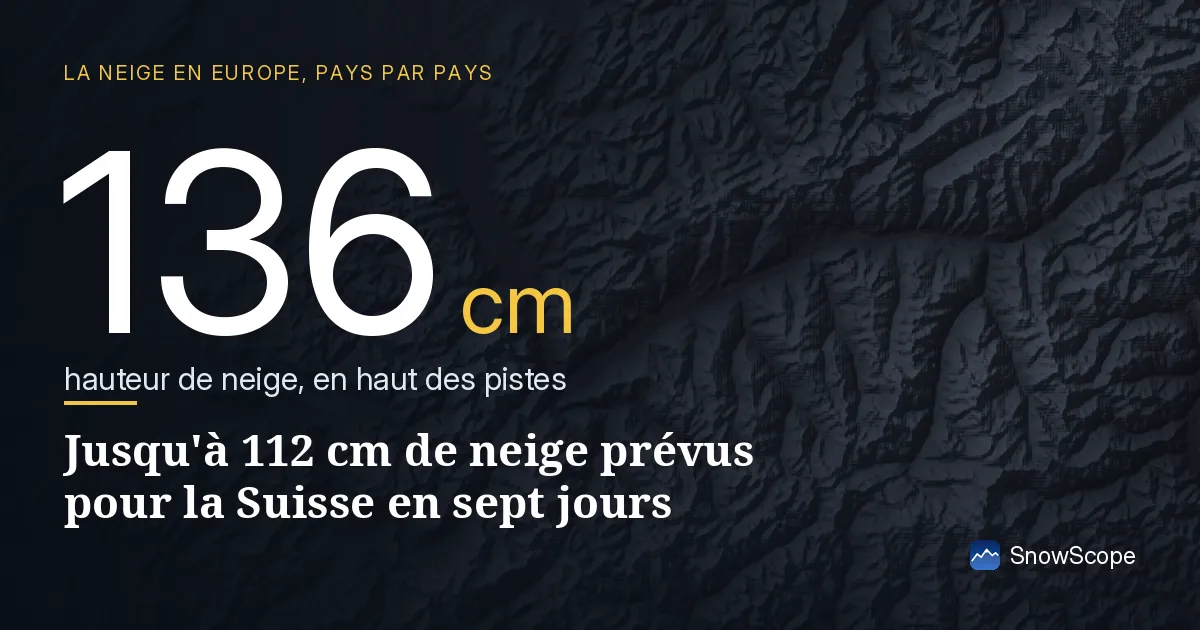 LA NEIGE EN EUROPE, PAYS PAR PAYS
136 cm
hauteur de neige, en haut des pistes
Jusqu'à 112 cm de neige prévus
pour la Suisse en sept jours
SnowScope